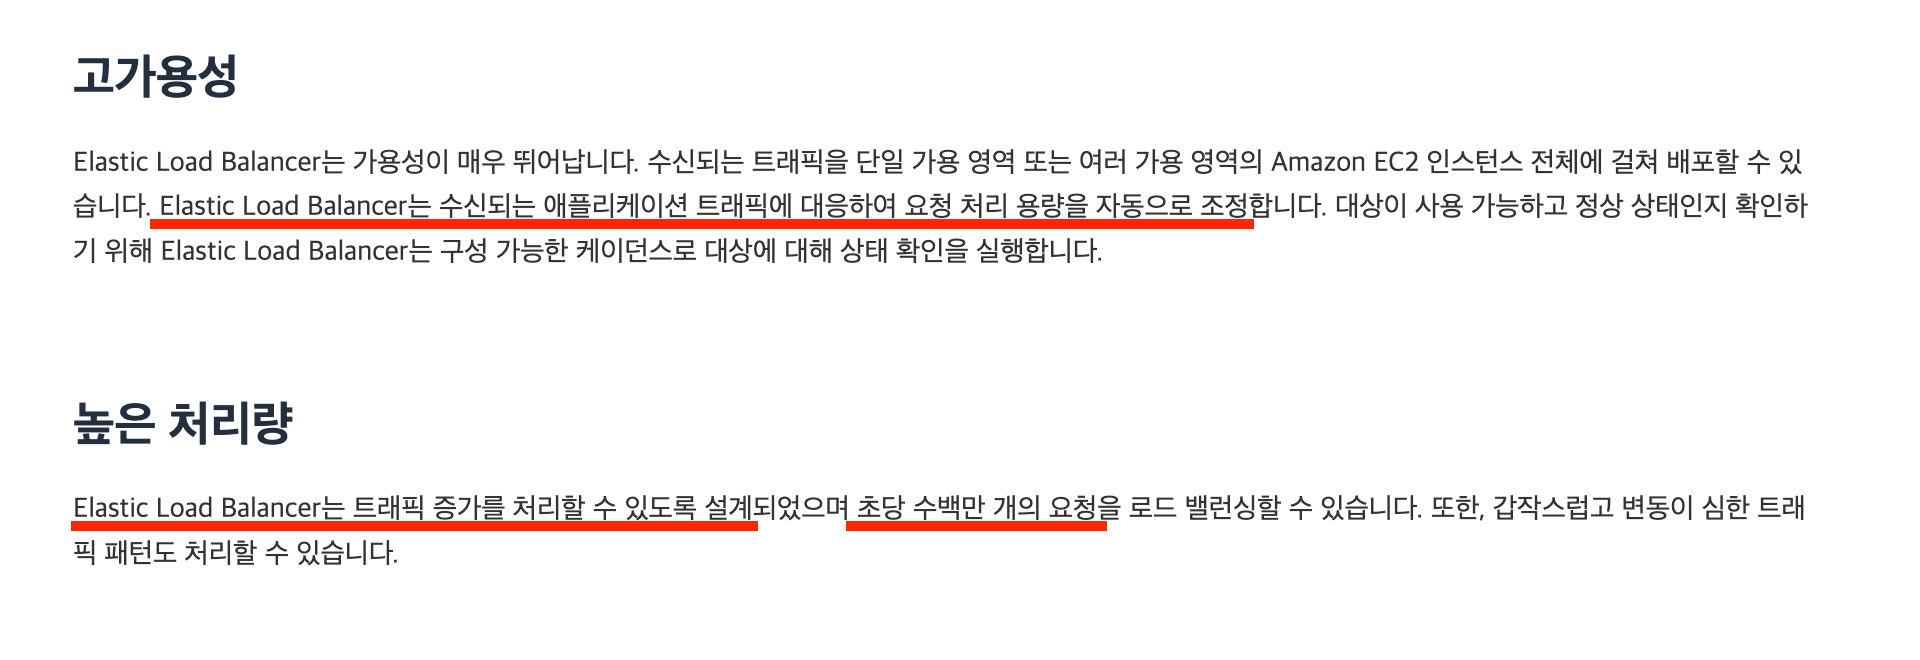 고가용성
Elastic Load Balancer는 가용성이 매우 뛰어납니다. 수신되는 트래픽을 단일 가용 영역 또는 여러 가용 영역의 Amazon EC2 인스턴스 전체에 걸쳐 배포할 수 있
습니다. Elastic Load Balancer는 수신되는 애플리케이션 트래픽에 대응하여 요청 처리 용량을 자동으로 조정합니다. 대상이 사용 가능하고 정상 상태인지 확인하
기 위해 Elastic Load Balancer는 구성 가능한 케이던스로 대상에 대해 상태 확인을 실행합니다.
높은 처리량
Elastic Load Balancer는 트래픽 증가를 처리할 수 있도록 설계되었으며 초당 수백만 개의 요청을 로드 밸런싱할 수 있습니다. 또한, 갑작스럽고 변동이 심한 트래
픽 패턴도 처리할 수 있습니다.